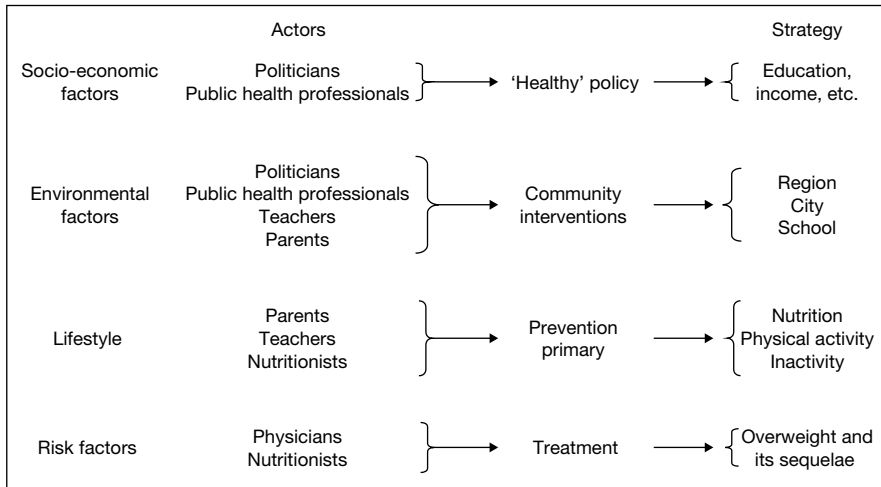 Actors
Strategy
Socio-economic
factors
Politicians
Public health professionals
‘Healthy’ policy
Education,
income, etc.
Environmental
factors
Politicians
Public health professionals
Teachers
Parents
Community
interventions
Region
City
School
Lifestyle
Parents
Teachers
Nutritionists
Prevention
primary
Nutrition
Physical activity
Inactivity
Risk factors
Physicians
Nutritionists
Treatment
Overweight and
its sequelae